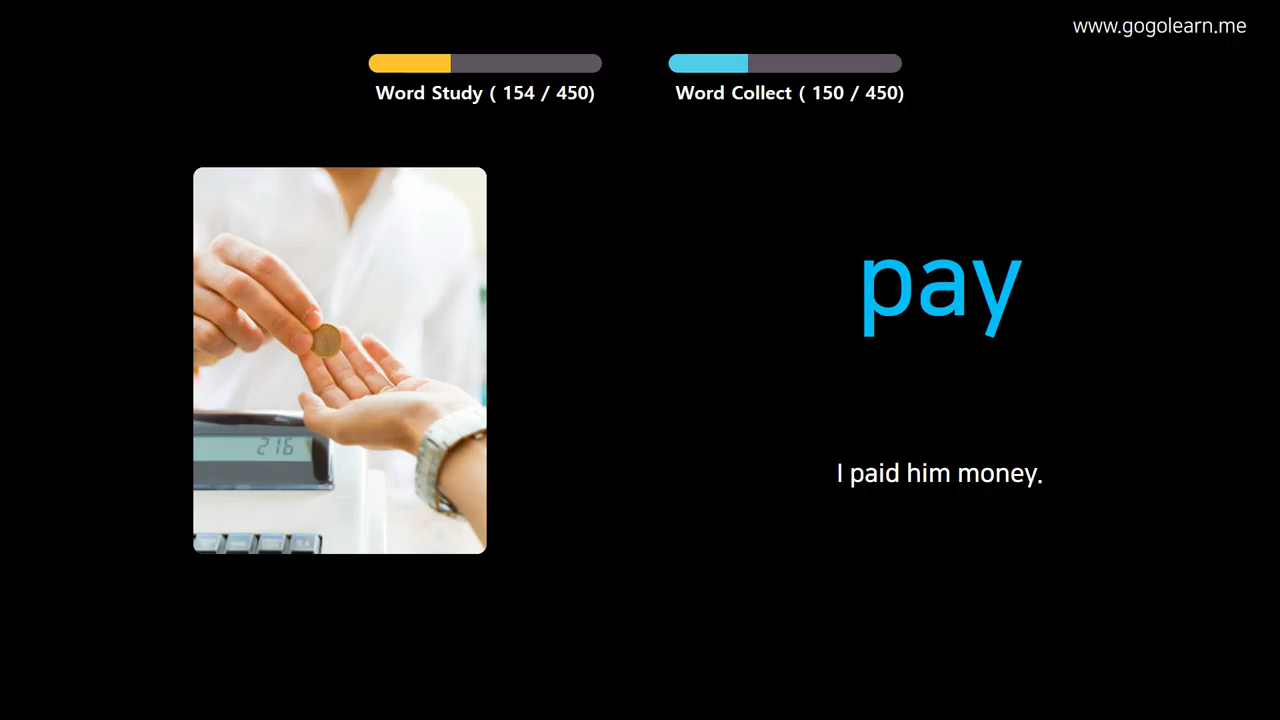 www.gogolearn.me
Word Study ( 154 / 450)
Word Collect ( 150 / 450)
pay
216
I paid him money.